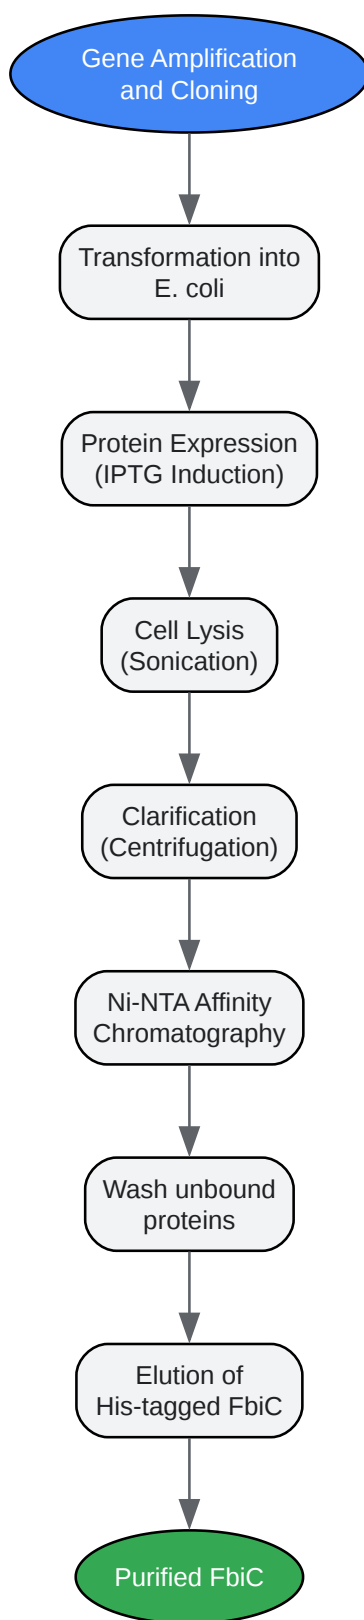 Gene Amplification
and Cloning
Transformation into
E. coli
Protein Expression
(IPTG Induction)
Cell Lysis
(Sonication)
Clarification
(Centrifugation)
Ni-NTA Affinity
Chromatography
Wash unbound
proteins
Elution of
His-tagged FbiC
Purified FbiC